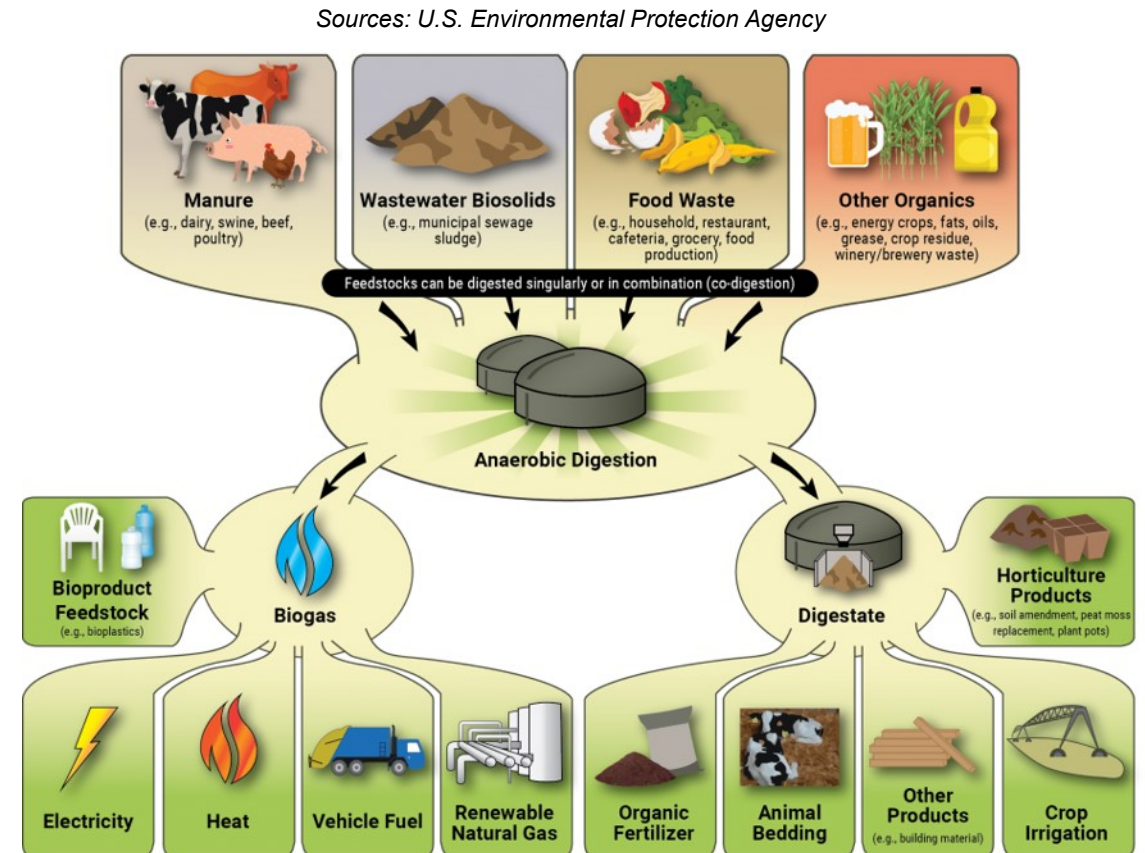 Sources: U.S. Environmental Protection Agency
Manure
(e.g., dairy, swine, beef,
poultry)
Wastewater Biosolids
(e.g., municipal sewage
sludge)
Food Waste
(e.g., household, restaurant,
cafeteria, grocery, food
production)
Other Organics
(e.g., energy crops, fats, oils,
grease, crop residue,
winery/brewery waste)
Feedstocks can be digested singularly or in combination (co-digestion)
Anaerobic Digestion
Bioproduct
Feedstock
(e.g., bioplastics)
Biogas
Digestate
Horticulture
Products
(e.g., soil amendment, peat moss
replacement, plant pots)
Electricity
Heat
Vehicle Fuel
Renewable
Natural Gas
Organic
Fertilizer
Animal
Bedding
Other
Products
(e.g., building material)
Crop
Irrigation